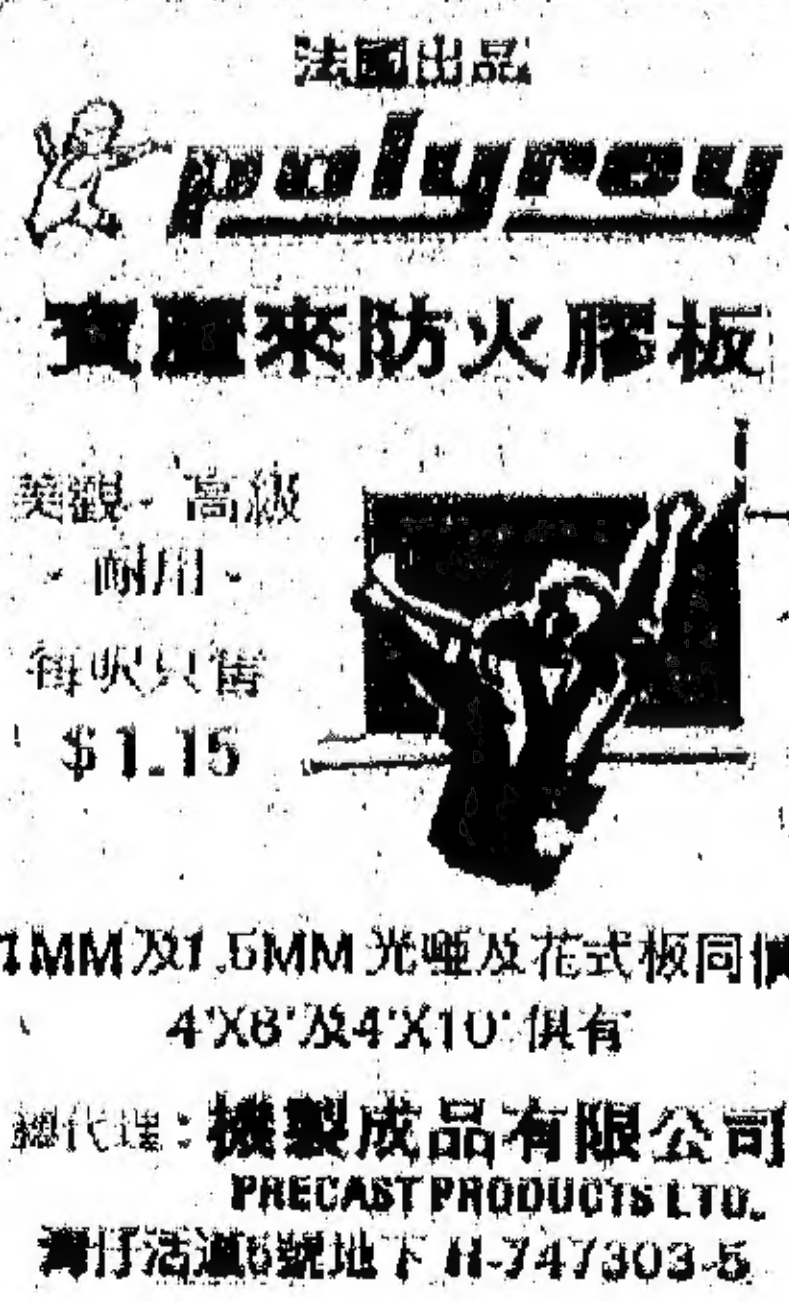 法國出品
polyrey
寶麗來防火膠板
美觀-高級
-耐用-
每呎只售
$1.15
1MM及1.5MM光啞及花式板同價
4'X8'及4'X10'俱有
總代理:機製成品有限公司
PRECAST PRODUCTS LTD.
灣仔活道 號地下 H-747303-5